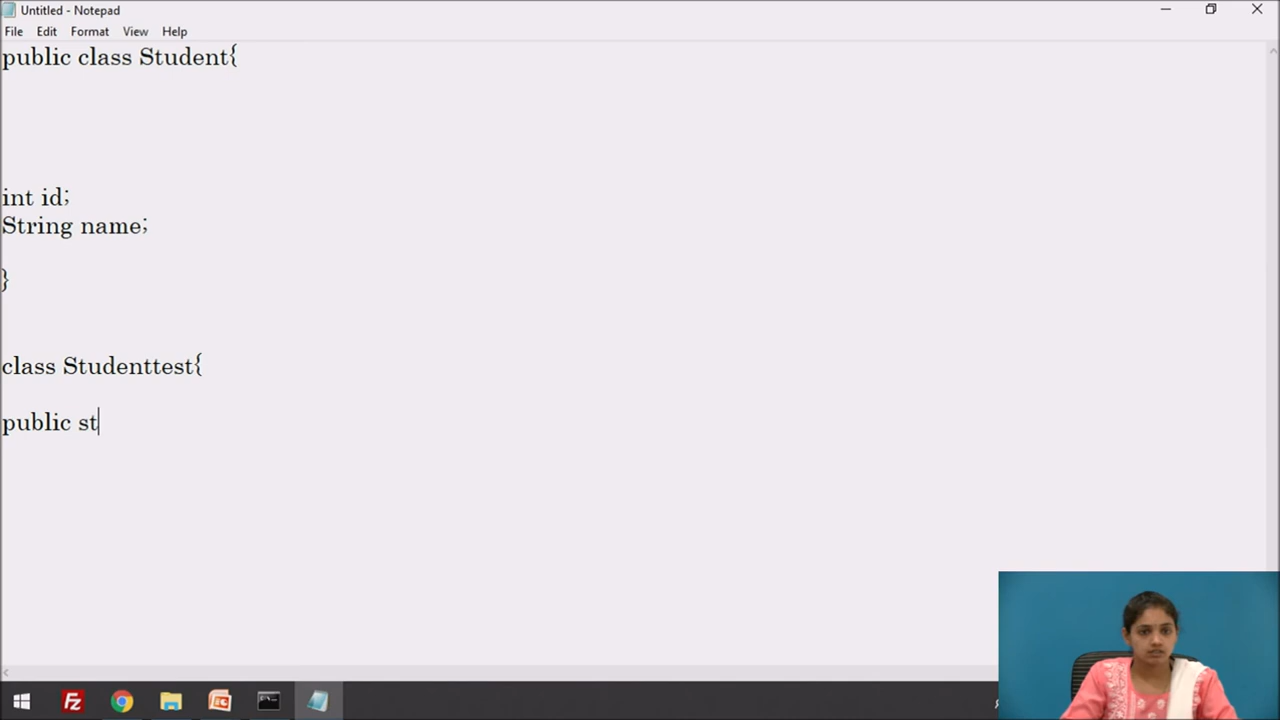 Untitled - Notepad
File Edit Format View Help
public class Student{
int id;
String name;
}
class Studenttest{
public st